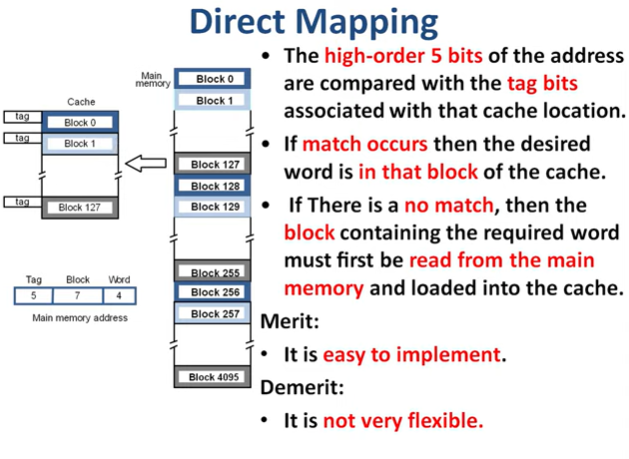 Direct Mapping
Main
memory
Block 0
Block 1
Block 127
Block 128
Block 129
Block 255
Block 256
Block 257
Block 4095
Cache
tag
Block 0
tag
Block 1
tag
Block 127
Tag Block Word
5 7 4
Main memory address
• The high-order 5 bits of the address
are compared with the tag bits
associated with that cache location.
• If match occurs then the desired
word is in that block of the cache.
• If There is a no match, then the
block containing the required word
must first be read from the main
memory and loaded into the cache.
Merit:
• It is easy to implement.
Demerit:
• It is not very flexible.